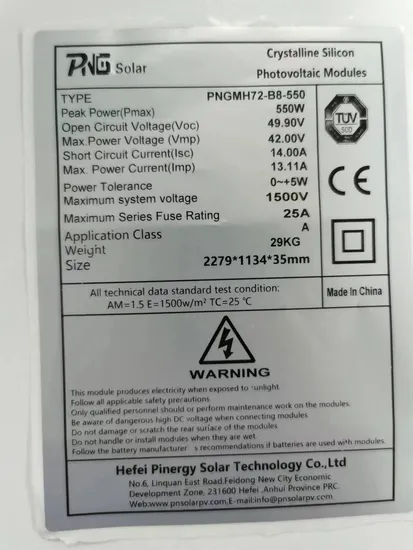 PNG Solar
Crystalline Silicon
Photovoltaic Modules
TYPE PNGMH72-B8-550
Peak Power(Pmax) 550W
Open Circuit Voltage(Voc) 49.90V
Max.Power Voltage (Vmp) 42.00V
Short Circuit Current(Isc) 14.00A
Max. Power Current(Imp) 13.11A
Power Tolerance 0~+5W
Maximum system voltage 1500V
Maximum Series Fuse Rating 25A
Application Class A
Weight 29KG
Size 2279*1134*35mm
TÜV
SÜD
CE
All technical data standard test condition:
AM=1.5 E=1500w/m² TC=25℃
Made In China
WARNING
This module produces electricity when exposed to sunlight.
Follow all applicable safety precautions.
Only qualified personnel should or perform maintenance work on the modules.
Be aware of dangerous high DC voltage when connecting modules
Do not damage or scratch the rear surface of the modules
Do not handle or install modules when they are wet
Follow the battery manufacturer s recommendations if batteries are used with modules.
Hefei Pinergy Solar Technology Co.,Ltd
No.6, Linquan East Road,Feidong New City Economic
Development Zone, 231600 Hefei .Anhui Province PRC.
Web:www.pnsolarpv.com,E-mail:info@pnsolarpv.com